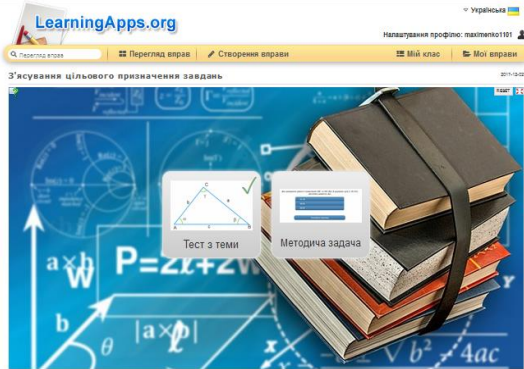 LearningApps.org
Українська
Налаштування профілю: maximenko1101
Перегляд вправ
Перегляд вправ
Створення вправи
Мій клас
Мої вправи
З'ясування цільового призначення завдань
Тест з теми
Методича задача
C
A
B
a×b
P=2ℓ+2w
b
θ
|a×b|
x
b² - 4ac
Y